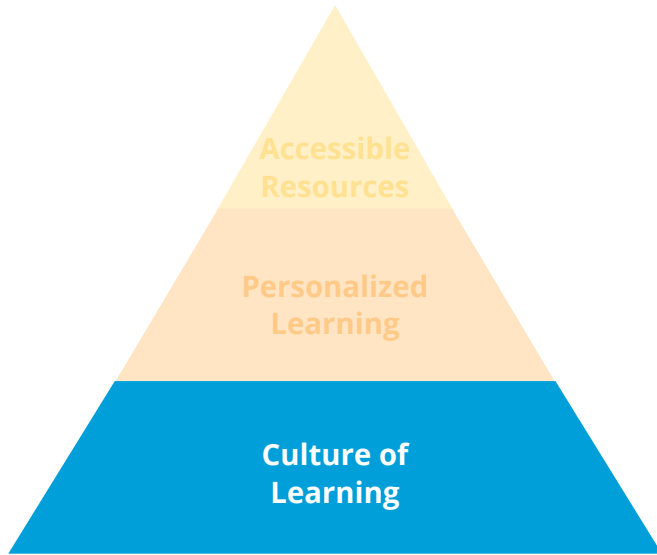 Accessible
Resources
Personalized
Learning
Culture of
Learning